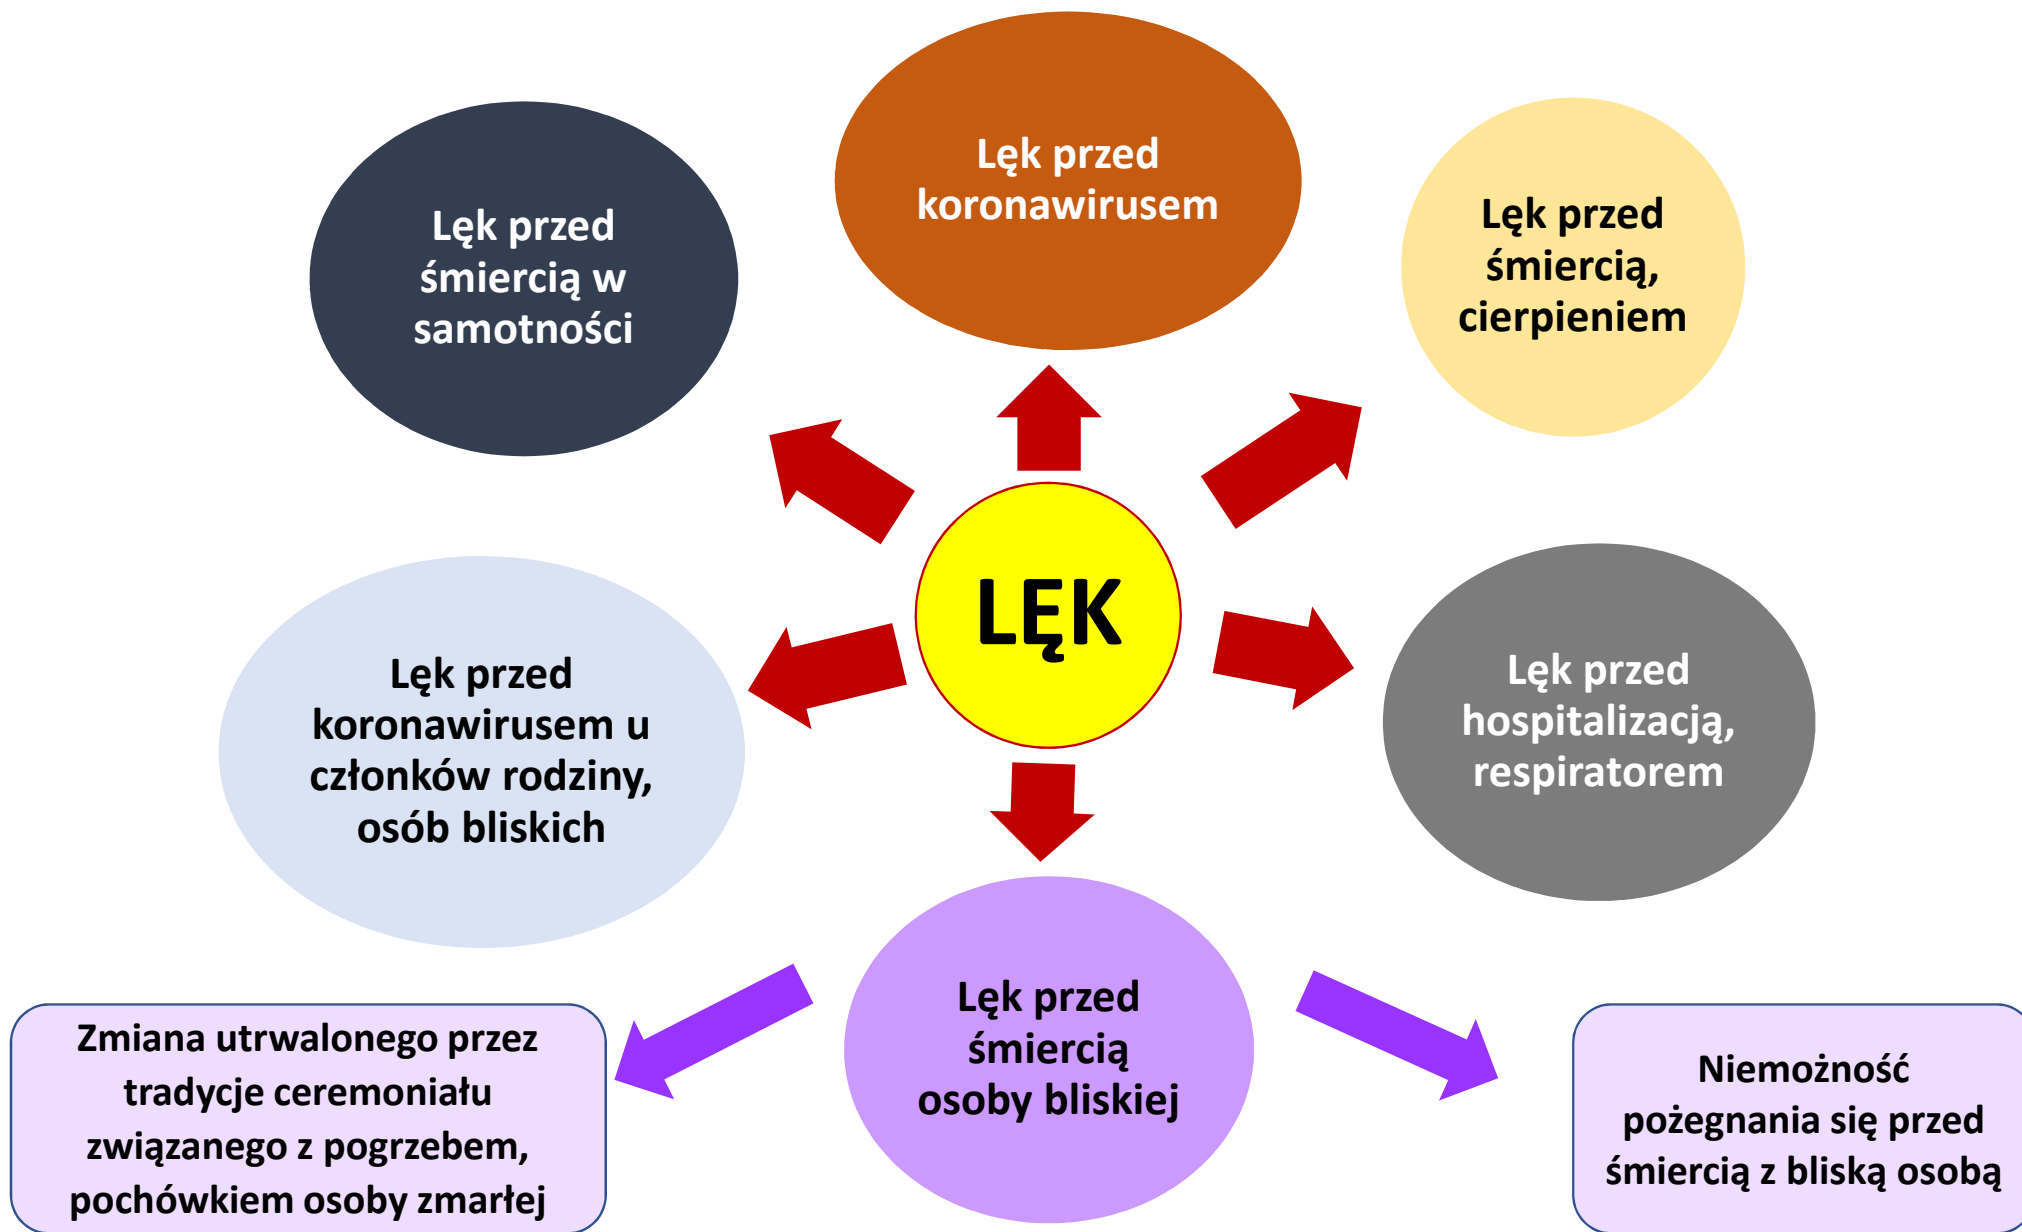 Lęk przed
koronawirusem
Lęk przed
śmiercią w
samotności
Lęk przed
śmiercią,
cierpieniem
LĘK
Lęk przed
koronawirusem u
członków rodziny,
osób bliskich
Lęk przed
hospitalizacją,
respiratorem
Lęk przed
śmiercią
osoby bliskiej
Zmiana utrwalonego przez
tradycje ceremoniału
związanego z pogrzebem,
pochówkiem osoby zmarłej
Niemożność
pożegnania się przed
śmiercią z bliską osobą